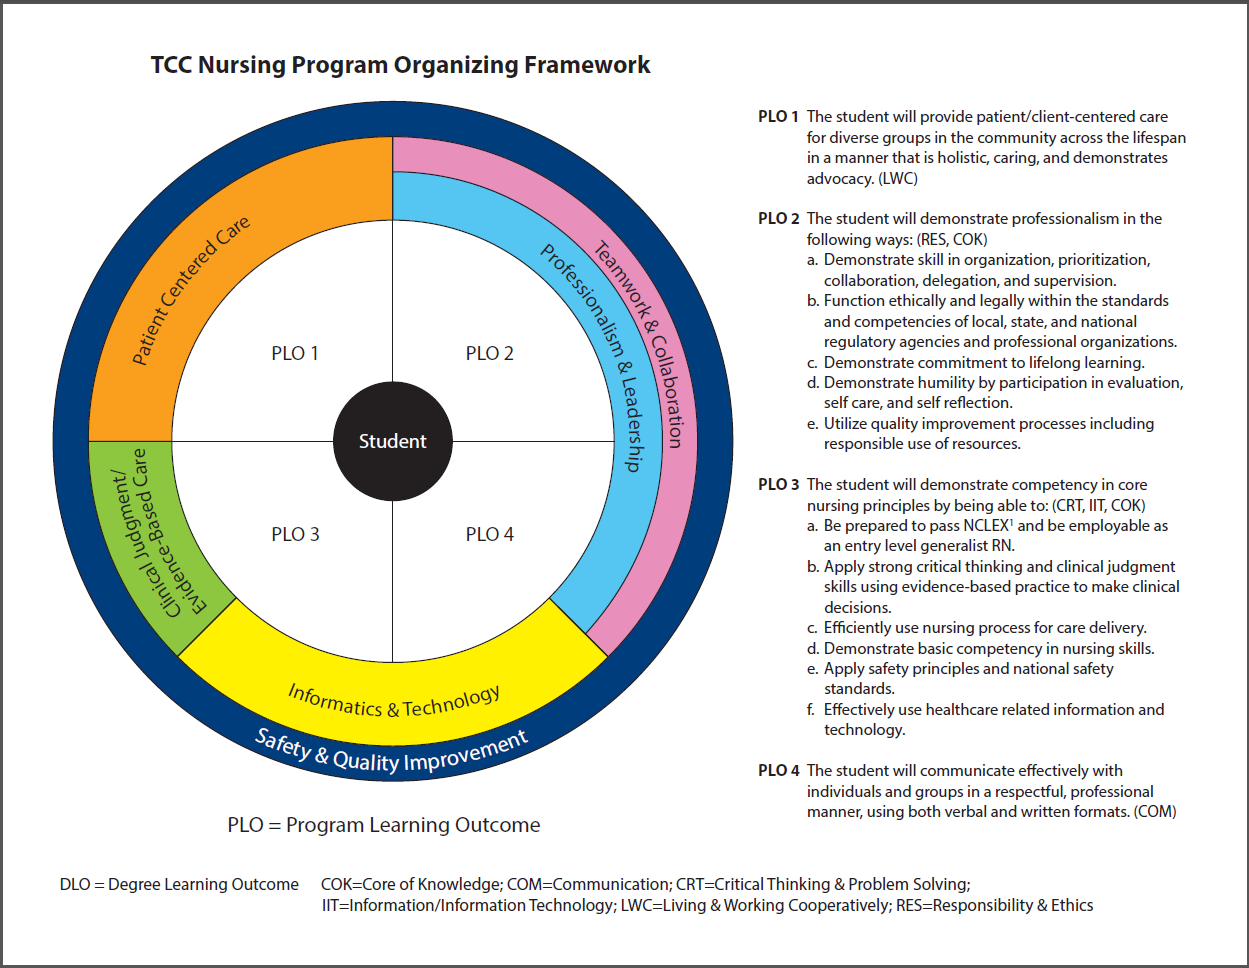 TCC Nursing Program Organizing Framework
Patient Centered Care
Teamwork & Collaboration
Professionalism & Leadership
PLO 1
PLO 2
Student
PLO 3
PLO 4
Clinical Judgment/
Evidence-Based Care
Informatics & Technology
Safety & Quality Improvement
PLO = Program Learning Outcome
PLO 1 The student will provide patient/client-centered care
for diverse groups in the community across the lifespan
in a manner that is holistic, caring, and demonstrates
advocacy. (LWC)
PLO 2 The student will demonstrate professionalism in the
following ways: (RES, COK)
a. Demonstrate skill in organization, prioritization,
collaboration, delegation, and supervision.
b. Function ethically and legally within the standards
and competencies of local, state, and national
regulatory agencies and professional organizations.
c. Demonstrate commitment to lifelong learning.
d. Demonstrate humility by participation in evaluation,
self care, and self reflection.
e. Utilize quality improvement processes including
responsible use of resources.
PLO 3 The student will demonstrate competency in core
nursing principles by being able to: (CRT, IIT, COK)
a. Be prepared to pass NCLEX¹ and be employable as
an entry level generalist RN.
b. Apply strong critical thinking and clinical judgment
skills using evidence-based practice to make clinical
decisions.
c. Efficiently use nursing process for care delivery.
d. Demonstrate basic competency in nursing skills.
e. Apply safety principles and national safety
standards.
f. Effectively use healthcare related information and
technology.
PLO 4 The student will communicate effectively with
individuals and groups in a respectful, professional
manner, using both verbal and written formats. (COM)
DLO = Degree Learning Outcome COK=Core of Knowledge; COM=Communication; CRT=Critical Thinking & Problem Solving;
IIT=Information/Information Technology; LWC=Living & Working Cooperatively; RES=Responsibility & Ethics